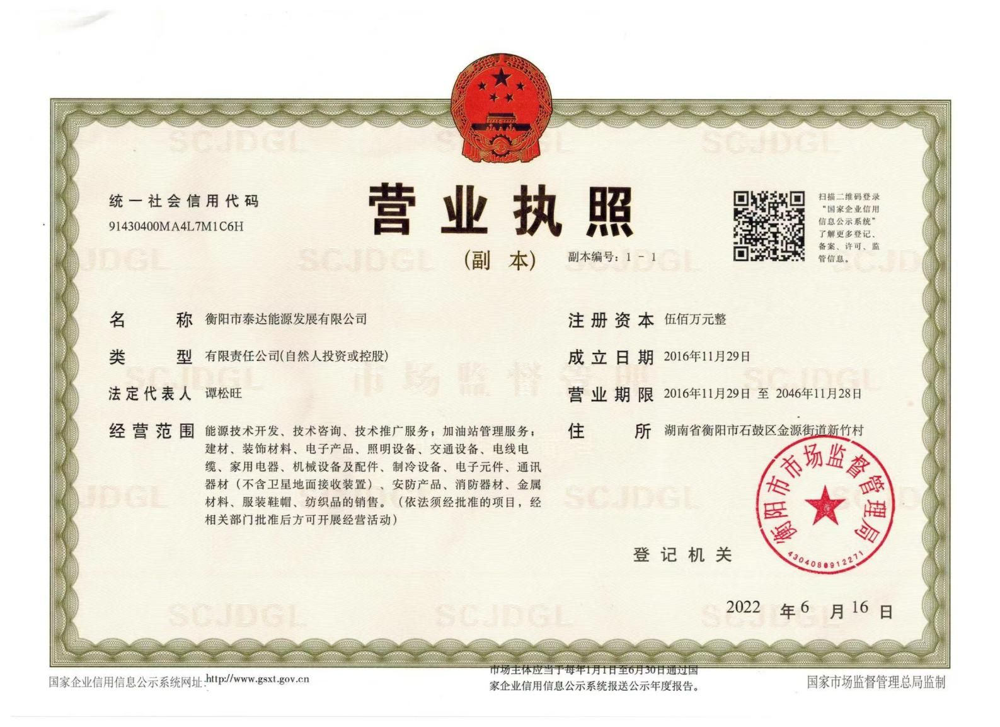 统一社会信用代码
91430400MA4L7M1C6H
营业执照
(副 本)
副本编号：1 - 1
扫描二维码登录
“国家企业信用
信息公示系统”
了解更多登记、
备案、许可、监
管信息。
名 称 衡阳市泰达能源发展有限公司
类 型 有限责任公司(自然人投资或控股)
法定代表人 谭松旺
经营范围 能源技术开发、技术咨询、技术推广服务；加油站管理服务；
建材、装饰材料、电子产品、照明设备、交通设备、电线电
缆、家用电器、机械设备及配件、制冷设备、电子元件、通讯
器材（不含卫星地面接收装置）、安防产品、消防器材、金属
材料、服装鞋帽、纺织品的销售。（依法须经批准的项目，经
相关部门批准后方可开展经营活动）
注册资本 伍佰万元整
成立日期 2016年11月29日
营业期限 2016年11月29日 至 2046年11月28日
住 所 湖南省衡阳市石鼓区金源街道新竹村
衡阳市市场监督管理局
4304080912271
登记机关
2022 年 6 月 16 日
国家企业信用信息公示系统网址:http://www.gsxt.gov.cn
市场主体应当于每年1月1日至6月30日通过国
家企业信用信息公示系统报送公示年度报告。
国家市场监督管理总局监制
SCJDGL
市场监督管理